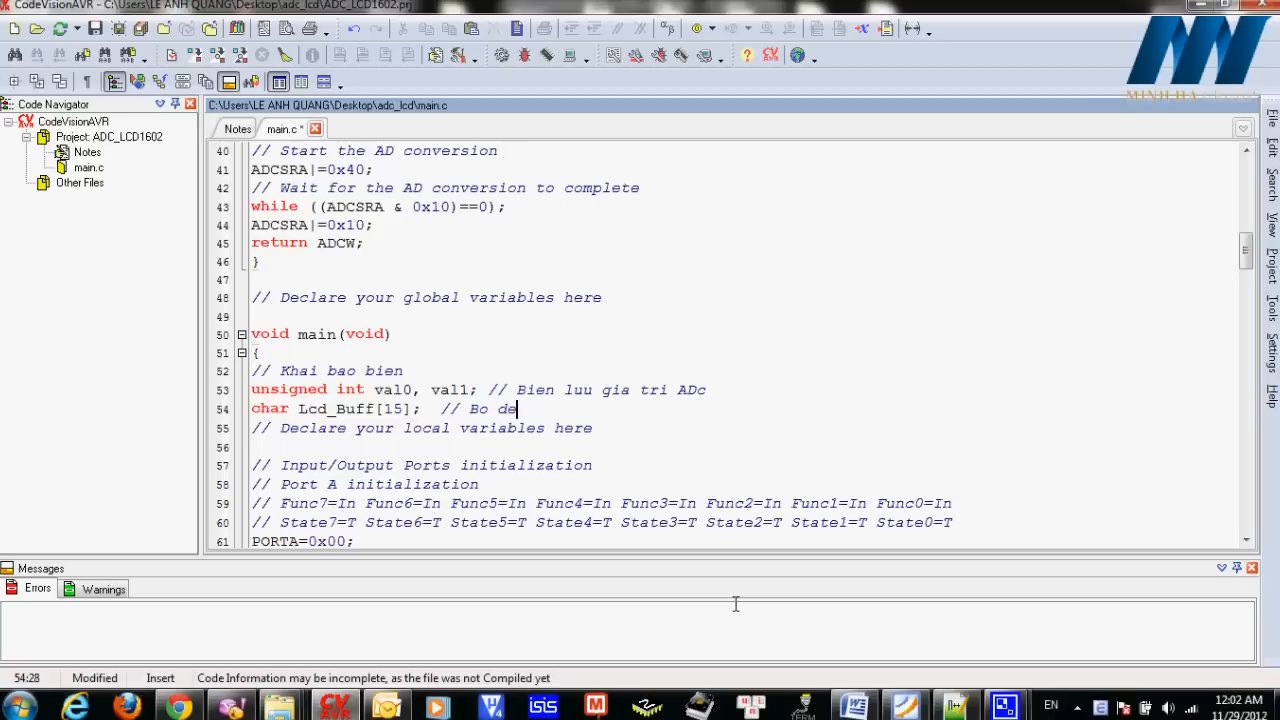 CodeVisionAVR - C:\Users\LE ANH QUANG\Desktop\adc_lcd\ADC_LCD1602.prj
Code Navigator
C:\Users\LE ANH QUANG\Desktop\adc_lcd\main.c
CodeVisionAVR
Project: ADC_LCD1602
Notes
main.c
Other Files
Notes
main.c *
40 // Start the AD conversion
41 ADCSRA|=0x40;
42 // Wait for the AD conversion to complete
43 while ((ADCSRA & 0x10)==0);
44 ADCSRA|=0x10;
45 return ADCW;
46 }
47
48 // Declare your global variables here
49
50 void main(void)
51 {
52 // Khai bao bien
53 unsigned int val0, val1; // Bien luu gia tri ADc
54 char Lcd_Buff[15]; // Bo de
55 // Declare your local variables here
56
57 // Input/Output Ports initialization
58 // Port A initialization
59 // Func7=In Func6=In Func5=In Func4=In Func3=In Func2=In Func1=In Func0=In
60 // State7=T State6=T State5=T State4=T State3=T State2=T State1=T State0=T
61 PORTA=0x00;
File
Edit
Search
View
Project
Tools
Settings
Help
Messages
Errors
Warnings
54:28
Modified
Insert
Code Information may be incomplete, as the file was not Compiled yet
EN
12:02 AM
11/29/2012